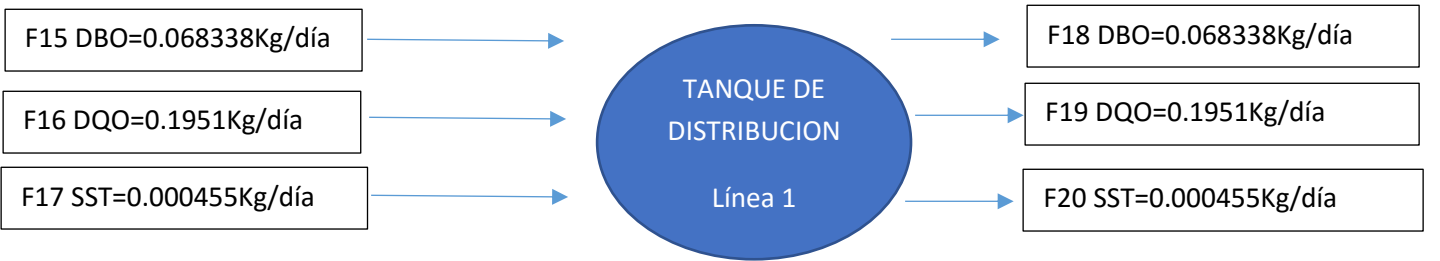 F15 DBO=0.068338Kg/día
F16 DQO=0.1951Kg/día
F17 SST=0.000455Kg/día
TANQUE DE
DISTRIBUCION
Línea 1
F18 DBO=0.068338Kg/día
F19 DQO=0.1951Kg/día
F20 SST=0.000455Kg/día